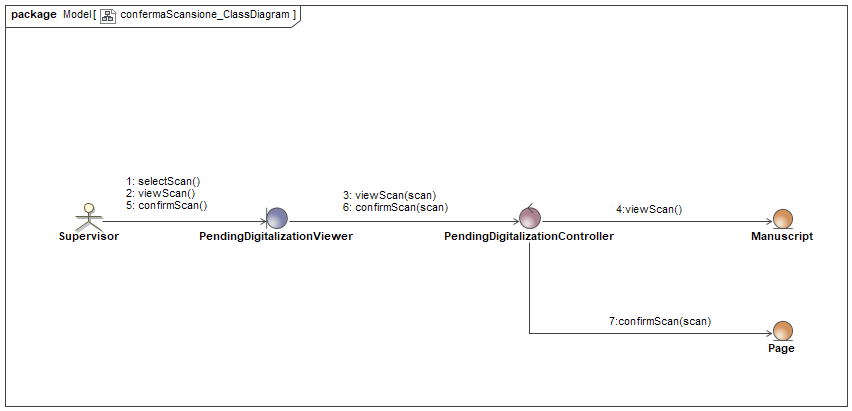 package Model[ confermaScansione_ClassDiagram ]
1: selectScan()
2: viewScan()
5: confirmScan()
3: viewScan(scan)
6: confirmScan(scan)
4:viewScan()
Supervisor
PendingDigitalizationViewer
PendingDigitalizationController
Manuscript
7:confirmScan(scan)
Page